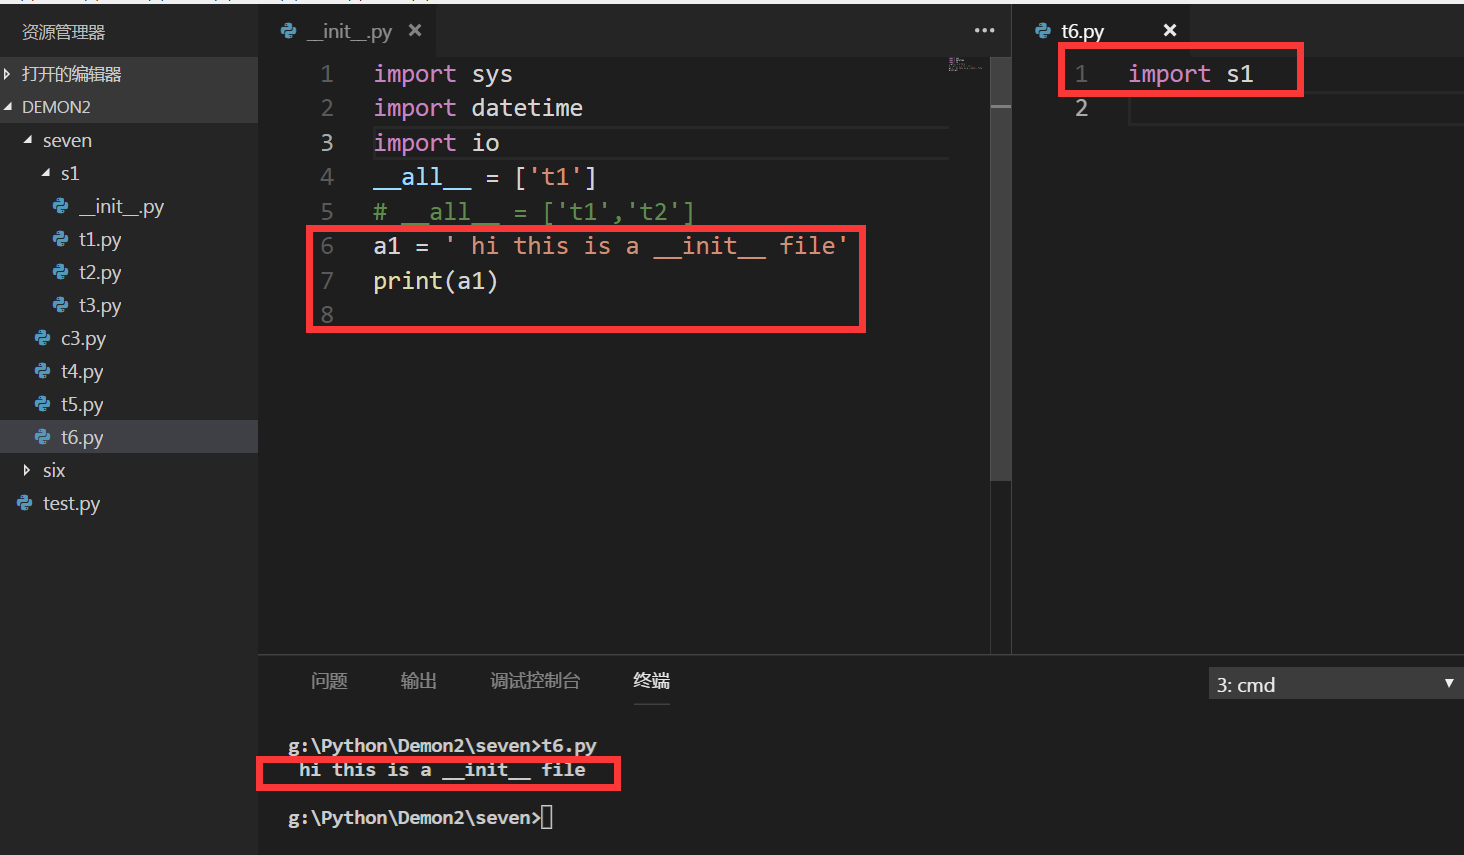 资源管理器
打开的编辑器
DEMON2
seven
s1
__init__.py
t1.py
t2.py
t3.py
c3.py
t4.py
t5.py
t6.py
six
test.py
__init__.py
1 import sys
2 import datetime
3 import io
4 __all__ = ['t1']
5 # __all__ = ['t1','t2']
6 a1 = ' hi this is a __init__ file'
7 print(a1)
8
t6.py
1 import s1
2
问题 输出 调试控制台 终端
3: cmd
g:\Python\Demon2\seven>t6.py
hi this is a __init__ file
g:\Python\Demon2\seven>